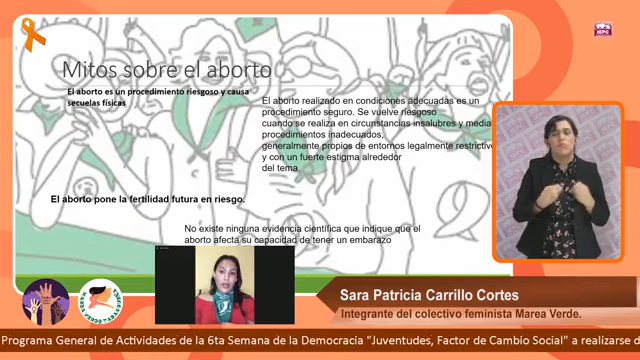 IEPC
Mitos sobre el aborto
El aborto es un procedimiento riesgoso y causa
secuelas físicas
El aborto realizado en condiciones adecuadas es un
procedimiento seguro. Se vuelve riesgoso
cuando se realiza en circunstancias insalubres y media
procedimientos inadecuados,
generalmente propios de entornos legalmente restrictivo
y con un fuerte estigma alrededor
del tema.
El aborto pone la fertilidad futura en riesgo.
No existe ninguna evidencia científica que indique que el
aborto afecta su capacidad de tener un embarazo
Sara Patricia Carrillo Cortes
Integrante del colectivo feminista Marea Verde.
Programa General de Actividades de la 6ta Semana de la Democracia "Juventudes, Factor de Cambio Social" a realizarse d